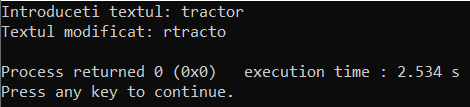 Introduceti textul: tractor
Textul modificat: rtracto
Process returned 0 (0x0)   execution time : 2.534 s
Press any key to continue.